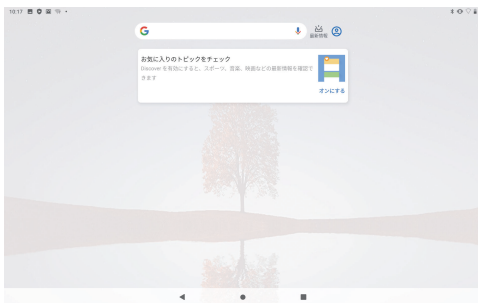 10:17
最新情報
お気に入りのトピックをチェック
Discover を有効にすると、スポーツ、音楽、映画などの最新情報を確認で
きます
オンにする